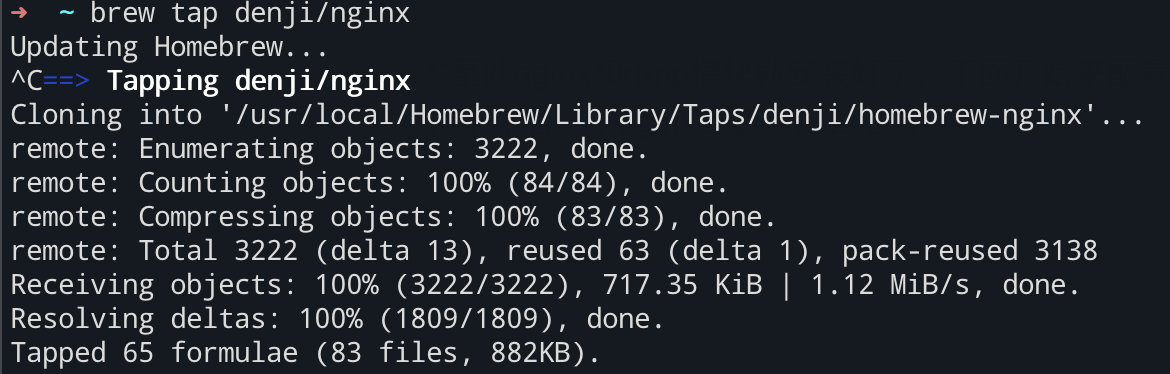 ➜  ~ brew tap denji/nginx
Updating Homebrew...
^C==> Tapping denji/nginx
Cloning into '/usr/local/Homebrew/Library/Taps/denji/homebrew-nginx'...
remote: Enumerating objects: 3222, done.
remote: Counting objects: 100% (84/84), done.
remote: Compressing objects: 100% (83/83), done.
remote: Total 3222 (delta 13), reused 63 (delta 1), pack-reused 3138
Receiving objects: 100% (3222/3222), 717.35 KiB | 1.12 MiB/s, done.
Resolving deltas: 100% (1809/1809), done.
Tapped 65 formulae (83 files, 882KB).